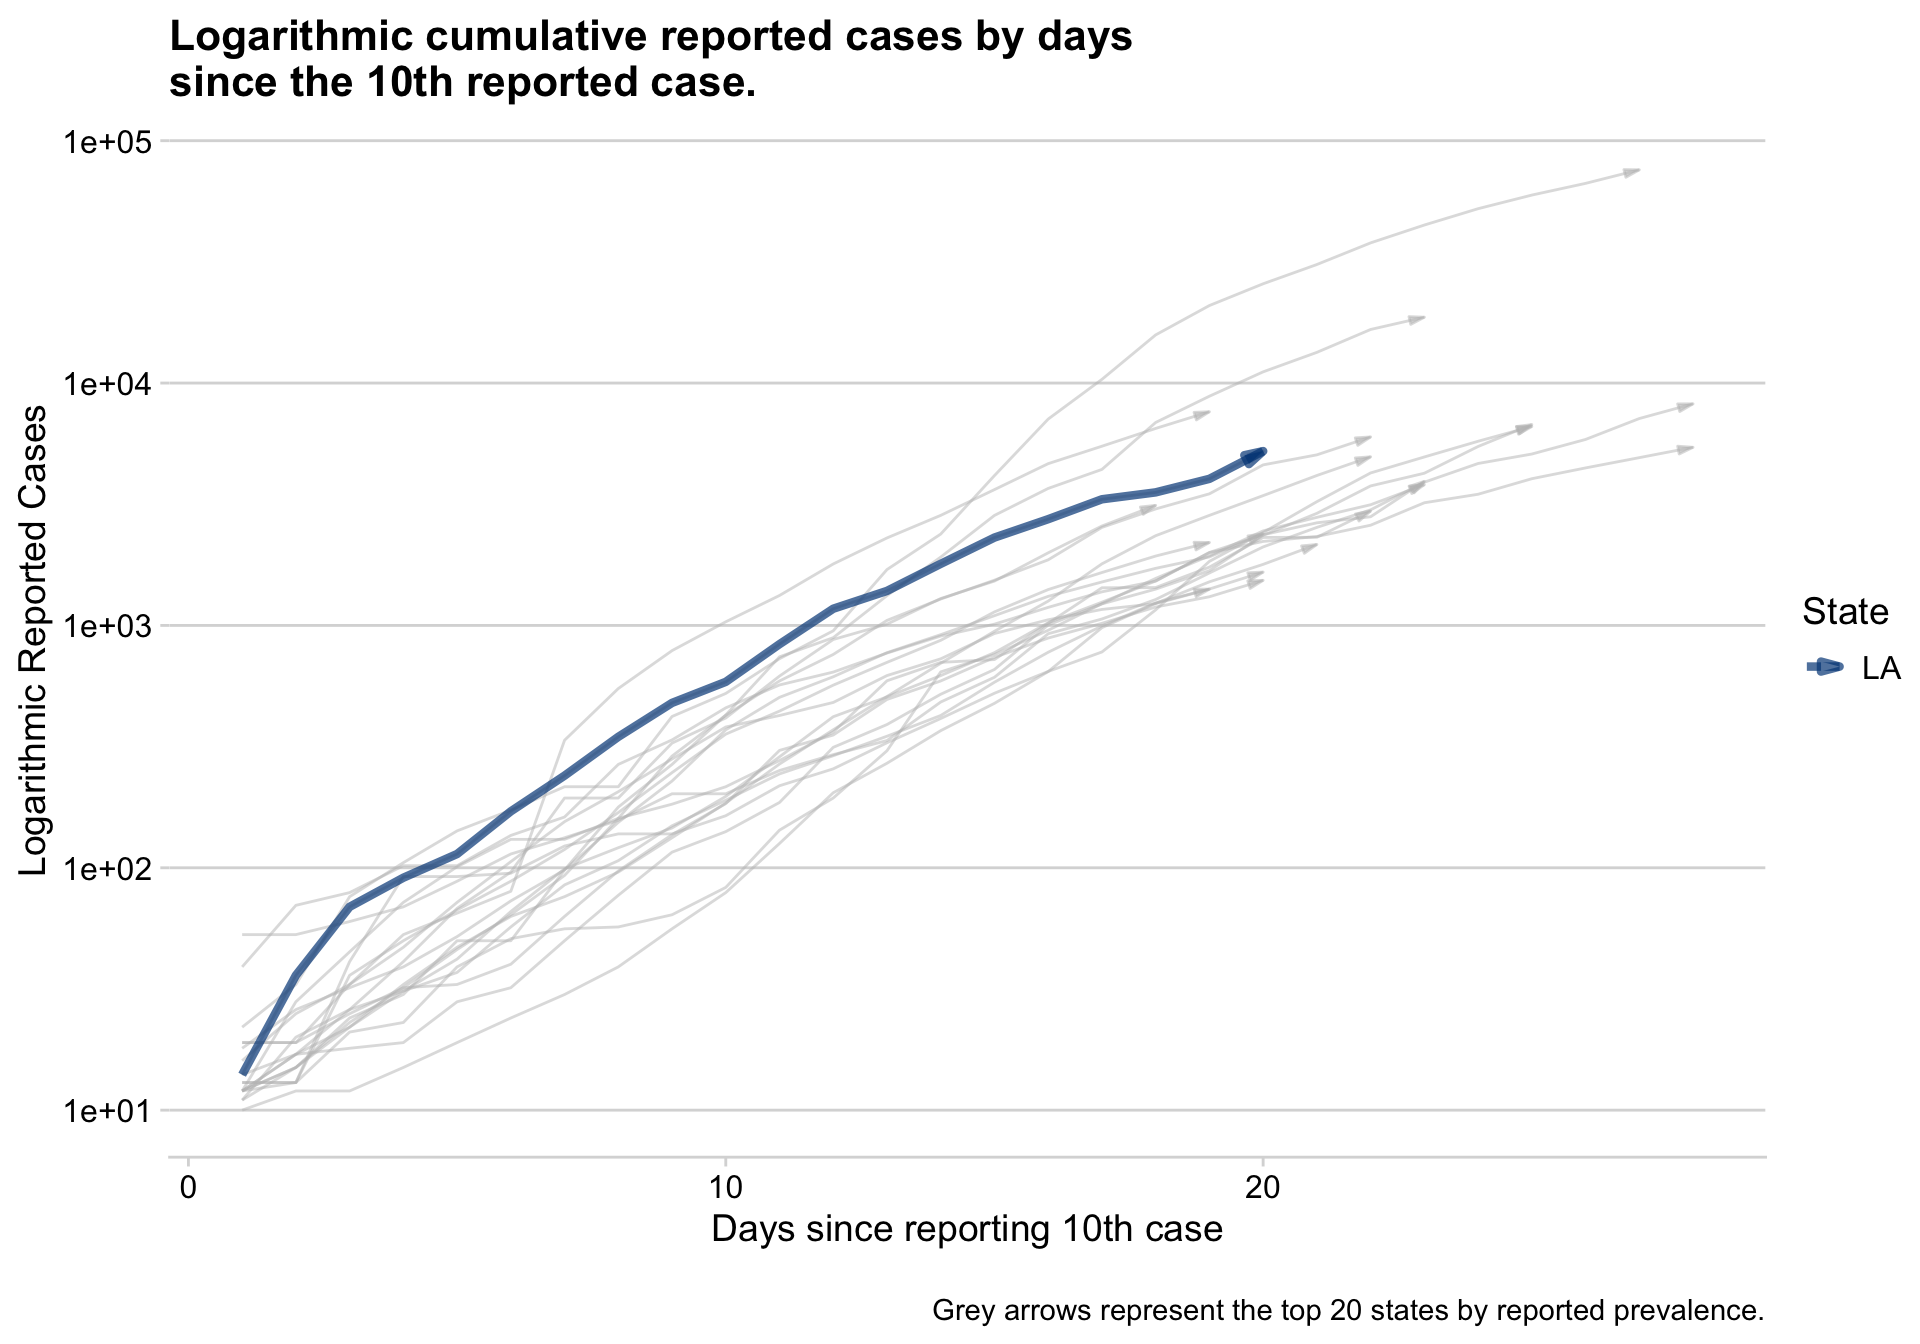 Logarithmic cumulative reported cases by days
since the 10th reported case.
1e+05
1e+04
1e+03
1e+02
1e+01
Logarithmic Reported Cases
0
10
20
Days since reporting 10th case
State
LA
Grey arrows represent the top 20 states by reported prevalence.